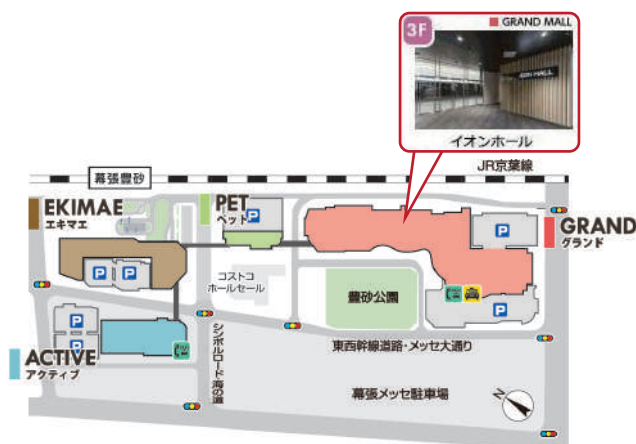 3F
GRAND MALL
AEON HALL
イオンホール
JR京葉線
幕張豊砂
EKIMAE
エキマエ
PET
ペット
P
P
GRAND
グランド
P P
コストコ
ホールセール
豊砂公園
P
P
P
ACTIVE
アクティブ
シンボルロード・海の道
東西幹線道路・メッセ大通り
幕張メッセ駐車場
N